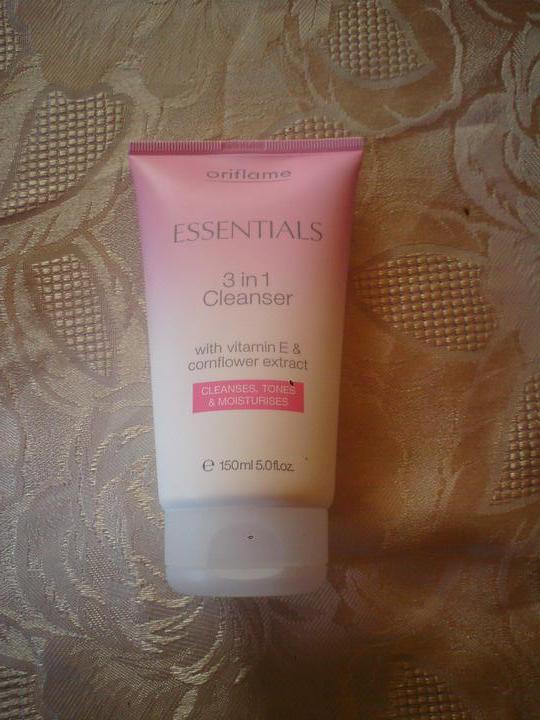 oriflame
ESSENTIALS
3 in 1
Cleanser
with vitamin E &
cornflower extract
CLEANSES, TONES
& MOISTURISES
℮ 150ml 5.0fl.oz.